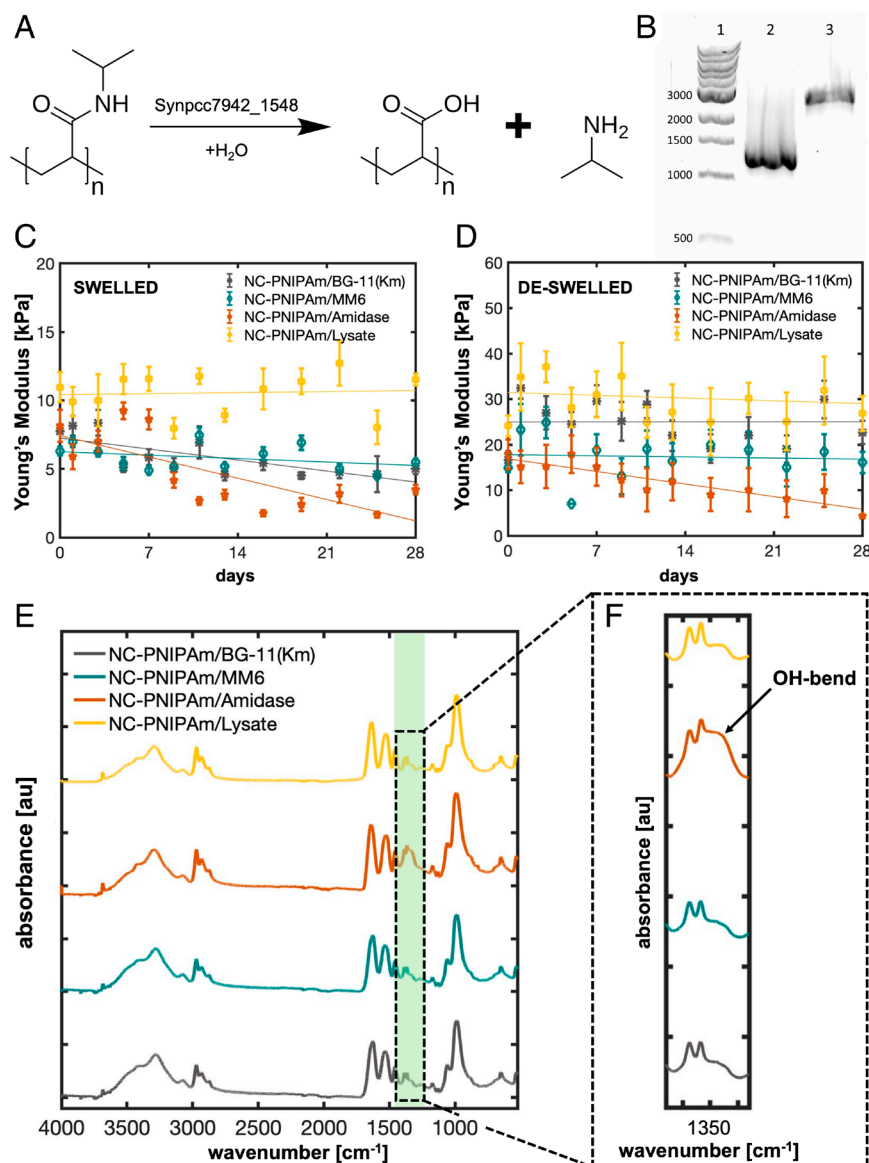 A
O
NH
n
Synpcc7942_1548
+H2O
O
OH
n
+
NH2
B
1 2 3
3000
2000
1500
1000
500
C
SWELLED
NC-PNIPAm/BG-11(Km)
NC-PNIPAm/MM6
NC-PNIPAm/Amidase
NC-PNIPAm/Lysate
Young's Modulus [kPa]
20
15
10
5
0
0 7 14 21 28
days
D
DE-SWELLED
NC-PNIPAm/BG-11(Km)
NC-PNIPAm/MM6
NC-PNIPAm/Amidase
NC-PNIPAm/Lysate
Young's Modulus [kPa]
60
50
40
30
20
10
0
0 7 14 21 28
days
E
NC-PNIPAm/BG-11(Km)
NC-PNIPAm/MM6
NC-PNIPAm/Amidase
NC-PNIPAm/Lysate
absorbance [au]
4000 3500 3000 2500 2000 1500 1000
wavenumber [cm-1]
F
OH-bend
absorbance [au]
1350
wavenumber [cm-1]